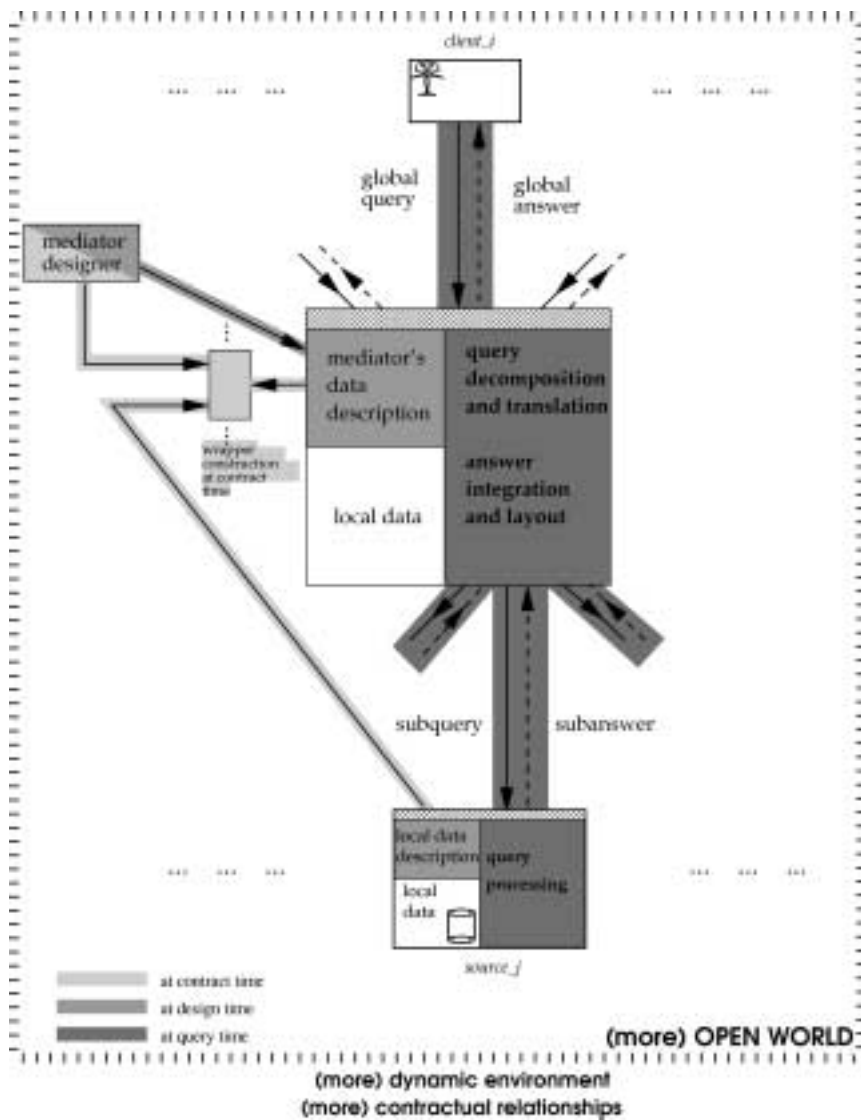 client_i
... ... ...
... ... ...
global
query
global
answer
mediator
designer
mediator's
data
description
query
decomposition
and translation
wrapper
construction
at contract
time
answer
integration
and layout
local data
subquery
subanswer
local data
description
query
processing
local
data
... ... ...
... ... ...
source_j
at contract time
at design time
at query time
(more) OPEN WORLD
(more) dynamic environment
(more) contractual relationships